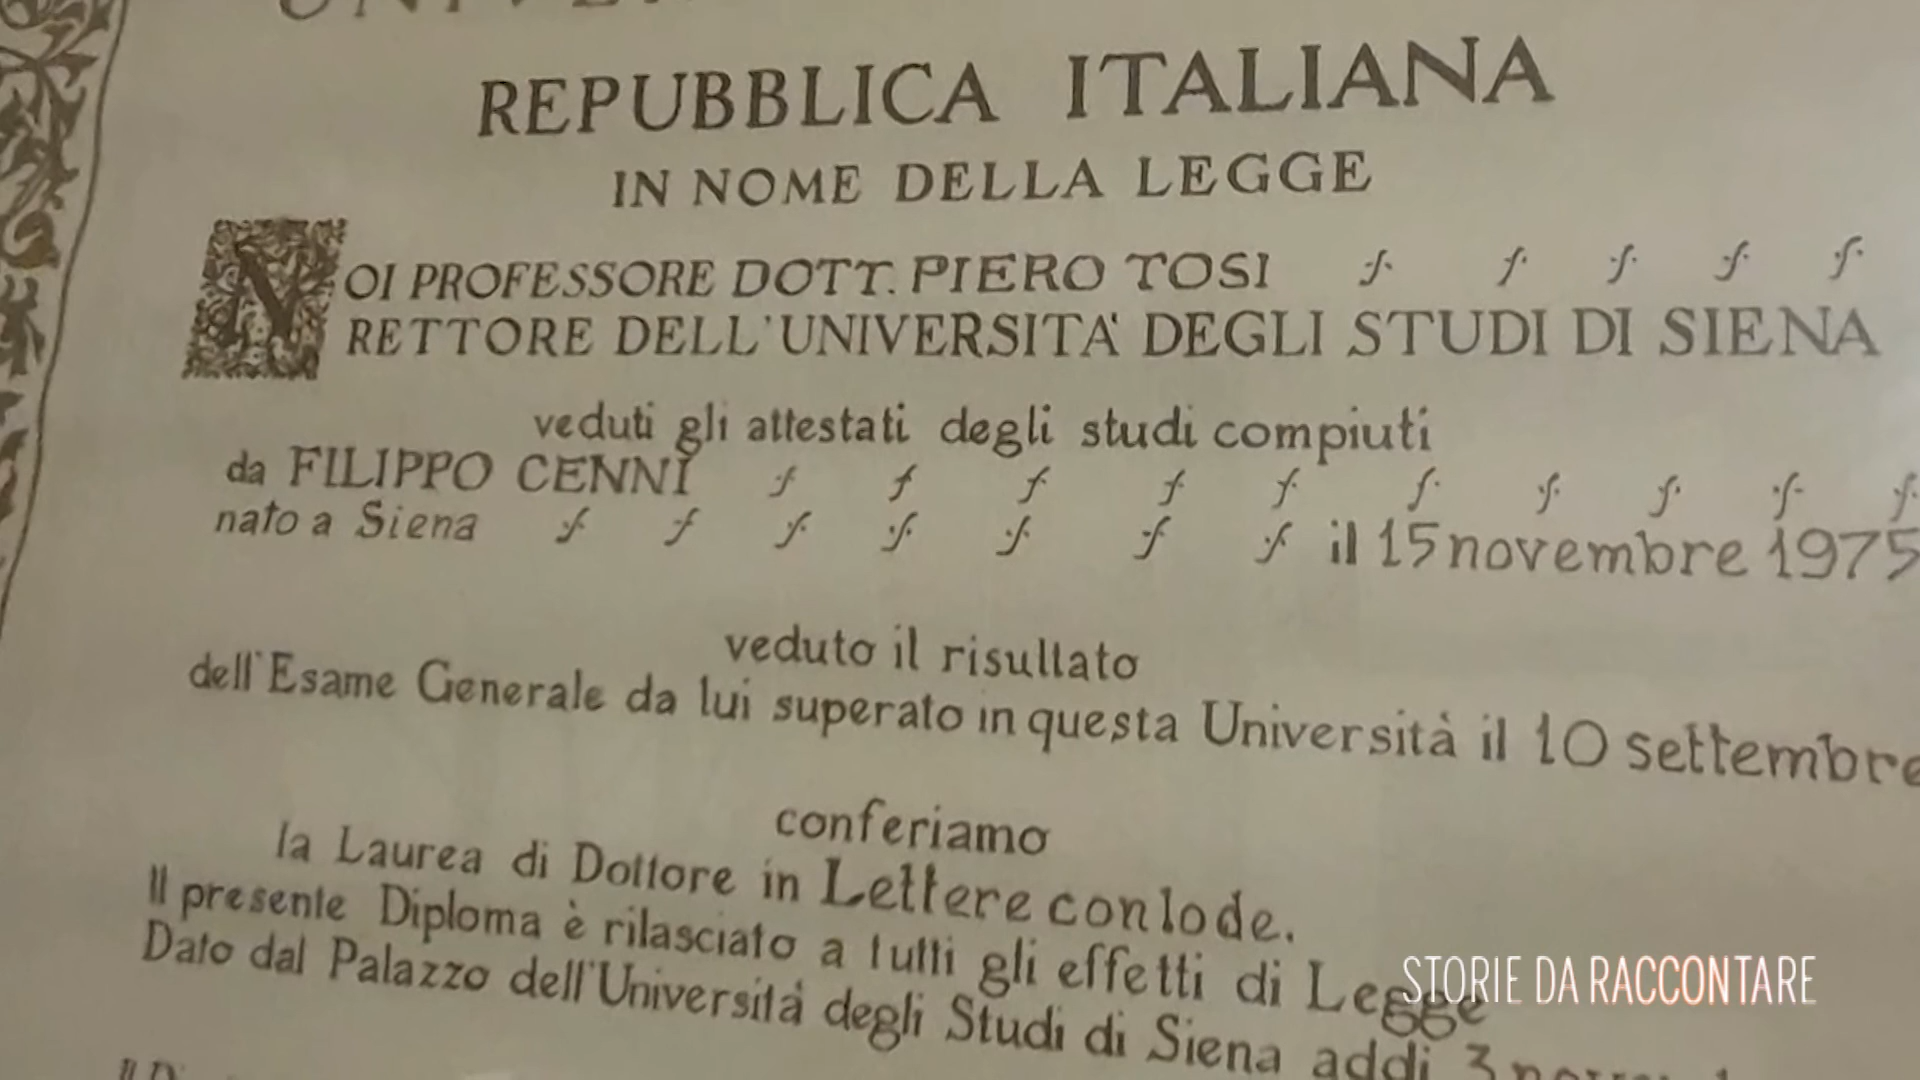 REPUBBLICA ITALIANA
IN NOME DELLA LEGGE
NOI PROFESSORE DOTT. PIERO TOSI
RETTORE DELL'UNIVERSITA' DEGLI STUDI DI SIENA
veduti gli attestati degli studi compiuti
da FILIPPO CENNI
nato a Siena il 15 novembre 1975
veduto il risultato
dell'Esame Generale da lui superato in questa Università il 10 settembre
conferiamo
la Laurea di Dottore in Lettere con lode.
Il presente Diploma è rilasciato a tutti gli effetti di Legge
Dato dal Palazzo dell'Università degli Studi di Siena addì 3
STORIE DA RACCONTARE